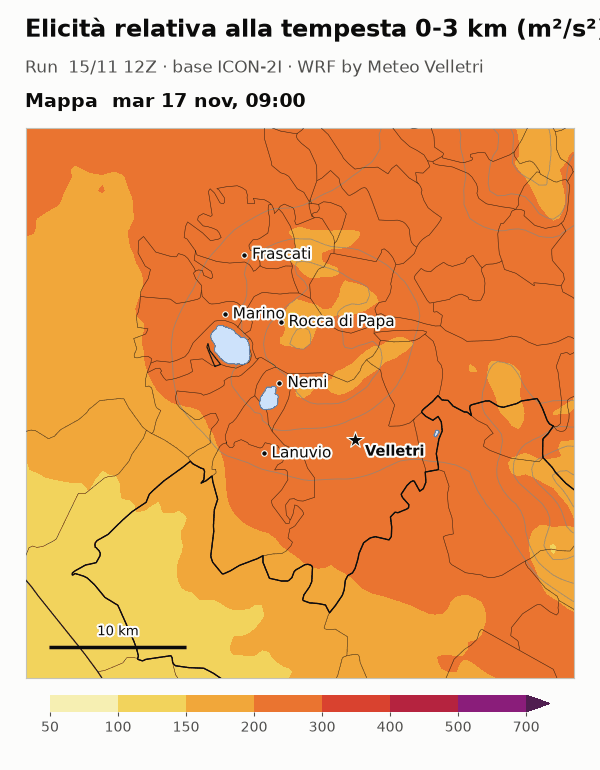 Elicità relativa alla tempesta 0-3 km (m²/s²)
Run  15/11 12Z · base ICON-2I · WRF by Meteo Velletri
Mappa  mar 17 nov, 09:00
Frascati
Marino
Rocca di Papa
Nemi
Velletri
Lanuvio
10 km
50 100 150 200 300 400 500 700